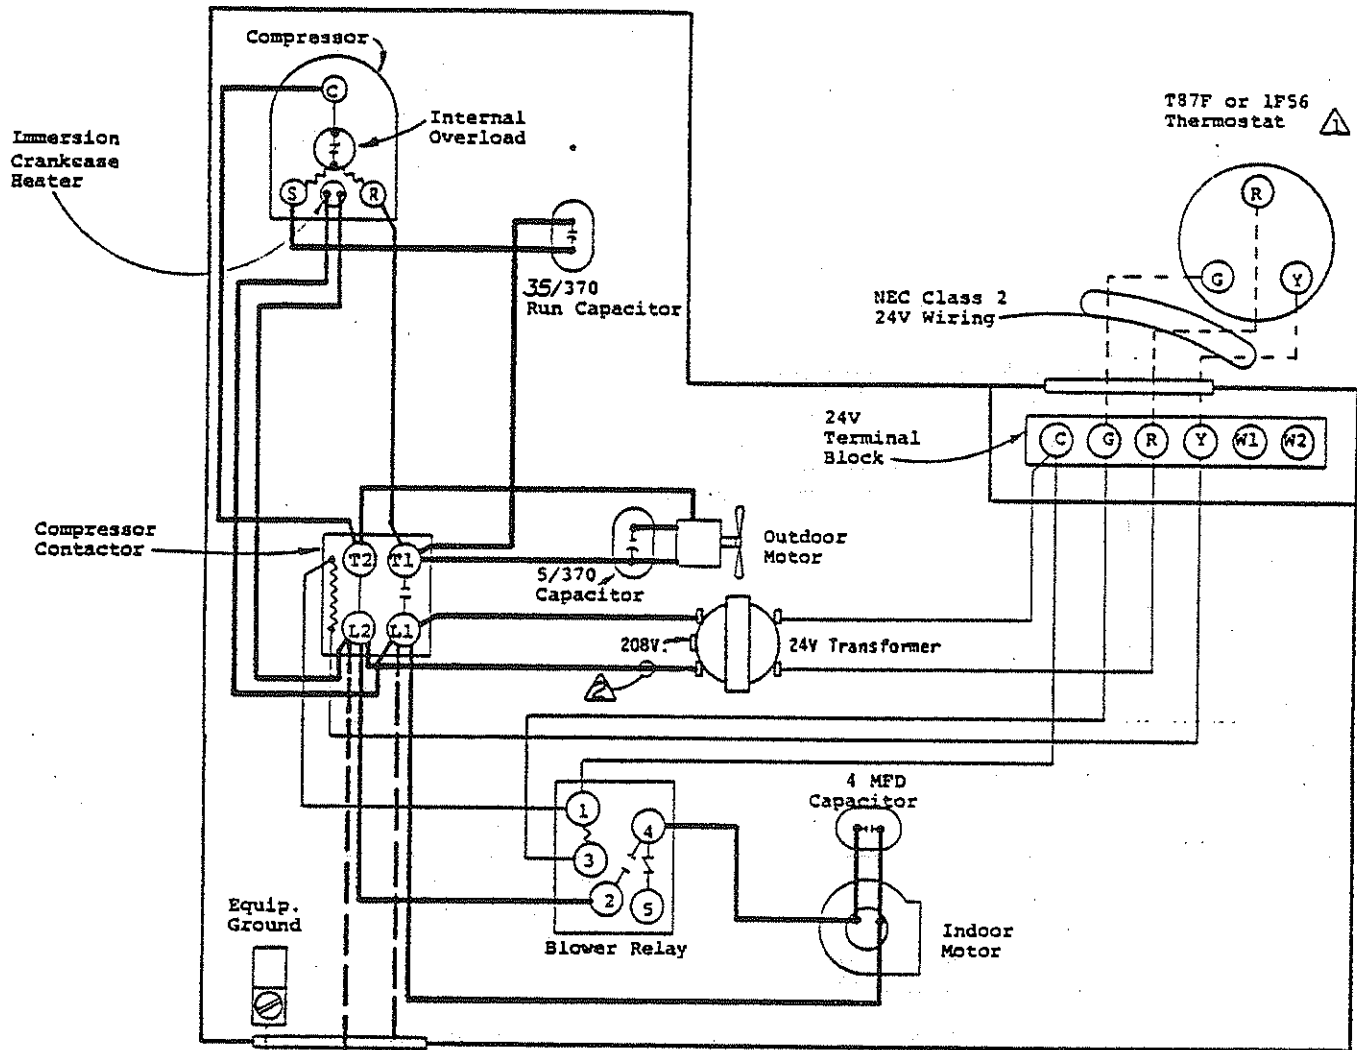 Compressor
C
Internal
Overload
Immersion
Crankcase
Heater
S
R
35/370
Run Capacitor
T87F or 1F56
Thermostat
1
R
G
Y
NEC Class 2
24V Wiring
24V
Terminal
Block
C
G
R
Y
W1
W2
Compressor
Contactor
T2
T1
L2
L1
5/370
Capacitor
Outdoor
Motor
208V.
24V Transformer
2
1
3
4
2
5
Blower Relay
4 MFD
Capacitor
Indoor
Motor
Equip.
Ground